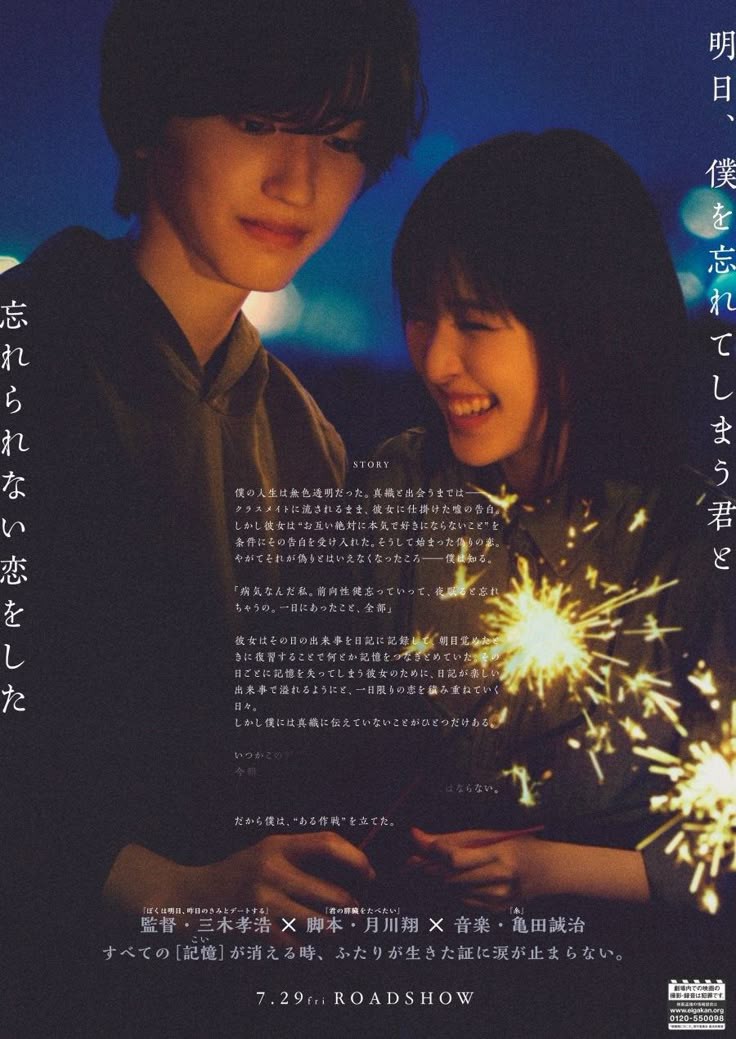 明日、僕を忘れてしまう君と
忘れられない恋をした
STORY
僕の人生は無色透明だった。真織と出会うまでは——
クラスメイトに流されるまま、彼女に仕掛けた嘘の告白。
しかし彼女は“お互い絶対に本気で好きにならないこと”を
条件にその告白を受け入れた。そうして始まった偽りの恋。
やがてそれが偽りとはいえなくなったころ——僕は知る。
「病気なんだ私。前向性健忘っていって、夜眠ると忘れ
ちゃうの。一日にあったこと、全部」
彼女はその日の出来事を日記に記録して、朝目覚めたと
きに復習することで何とか記憶をつなぎとめていた。その
日ごとに記憶を失ってしまう彼女のために、日記が楽しい
出来事で溢れるようにと、一日限りの恋を積み重ねていく
日々。
しかし僕には真織に伝えていないことがひとつだけある。
いつかこの
今朝
はならない。
だから僕は、“ある作戦”を立てた。
『ぼくは明日、昨日のきみとデートする』 『君の膵臓をたべたい』 『糸』
監督・三木孝浩 × 脚本・月川翔 × 音楽・亀田誠治
こい
すべての［記憶］が消える時、ふたりが生きた証に涙が止まらない。
7.29fri ROADSHOW
劇場内での映画の
撮影・録音は犯罪です
www.eigakan.org
0120-550098